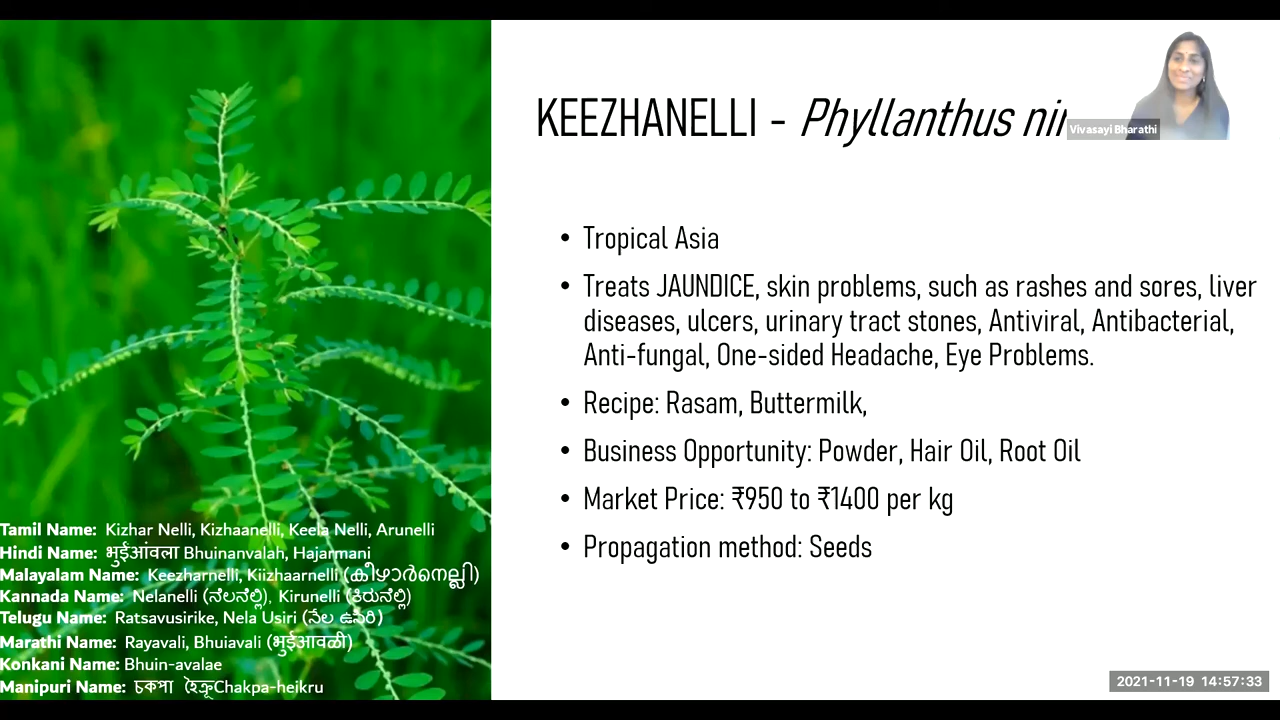 KEEZHANELLI - Phyllanthus
Vivasayi Bharathi
• Tropical Asia
• Treats JAUNDICE, skin problems, such as rashes and sores, liver
diseases, ulcers, urinary tract stones, Antiviral, Antibacterial,
Anti-fungal, One-sided Headache, Eye Problems.
• Recipe: Rasam, Buttermilk,
• Business Opportunity: Powder, Hair Oil, Root Oil
• Market Price: ₹950 to ₹1400 per kg
• Propagation method: Seeds
Tamil Name: Kizhar Nelli, Kizhaanelli, Keela Nelli, Arunelli
Hindi Name: भुईआंवला Bhuinanvalah, Hajarmani
Malayalam Name: Keezharnelli, Kiizhaarnelli (കീഴാർനെല്ലി)
Kannada Name: Nelanelli (ನೆಲನೆಲ್ಲಿ), Kirunelli (ಕಿರುನೆಲ್ಲಿ)
Telugu Name: Ratsavusirike, Nela Usiri (నేల ఉసిరి)
Marathi Name: Rayavali, Bhuiavali (भुईआवळी)
Konkani Name: Bhuin-avalae
Manipuri Name: চকপা হৈক্রূChakpa-heikru
2021-11-19 14:57:33